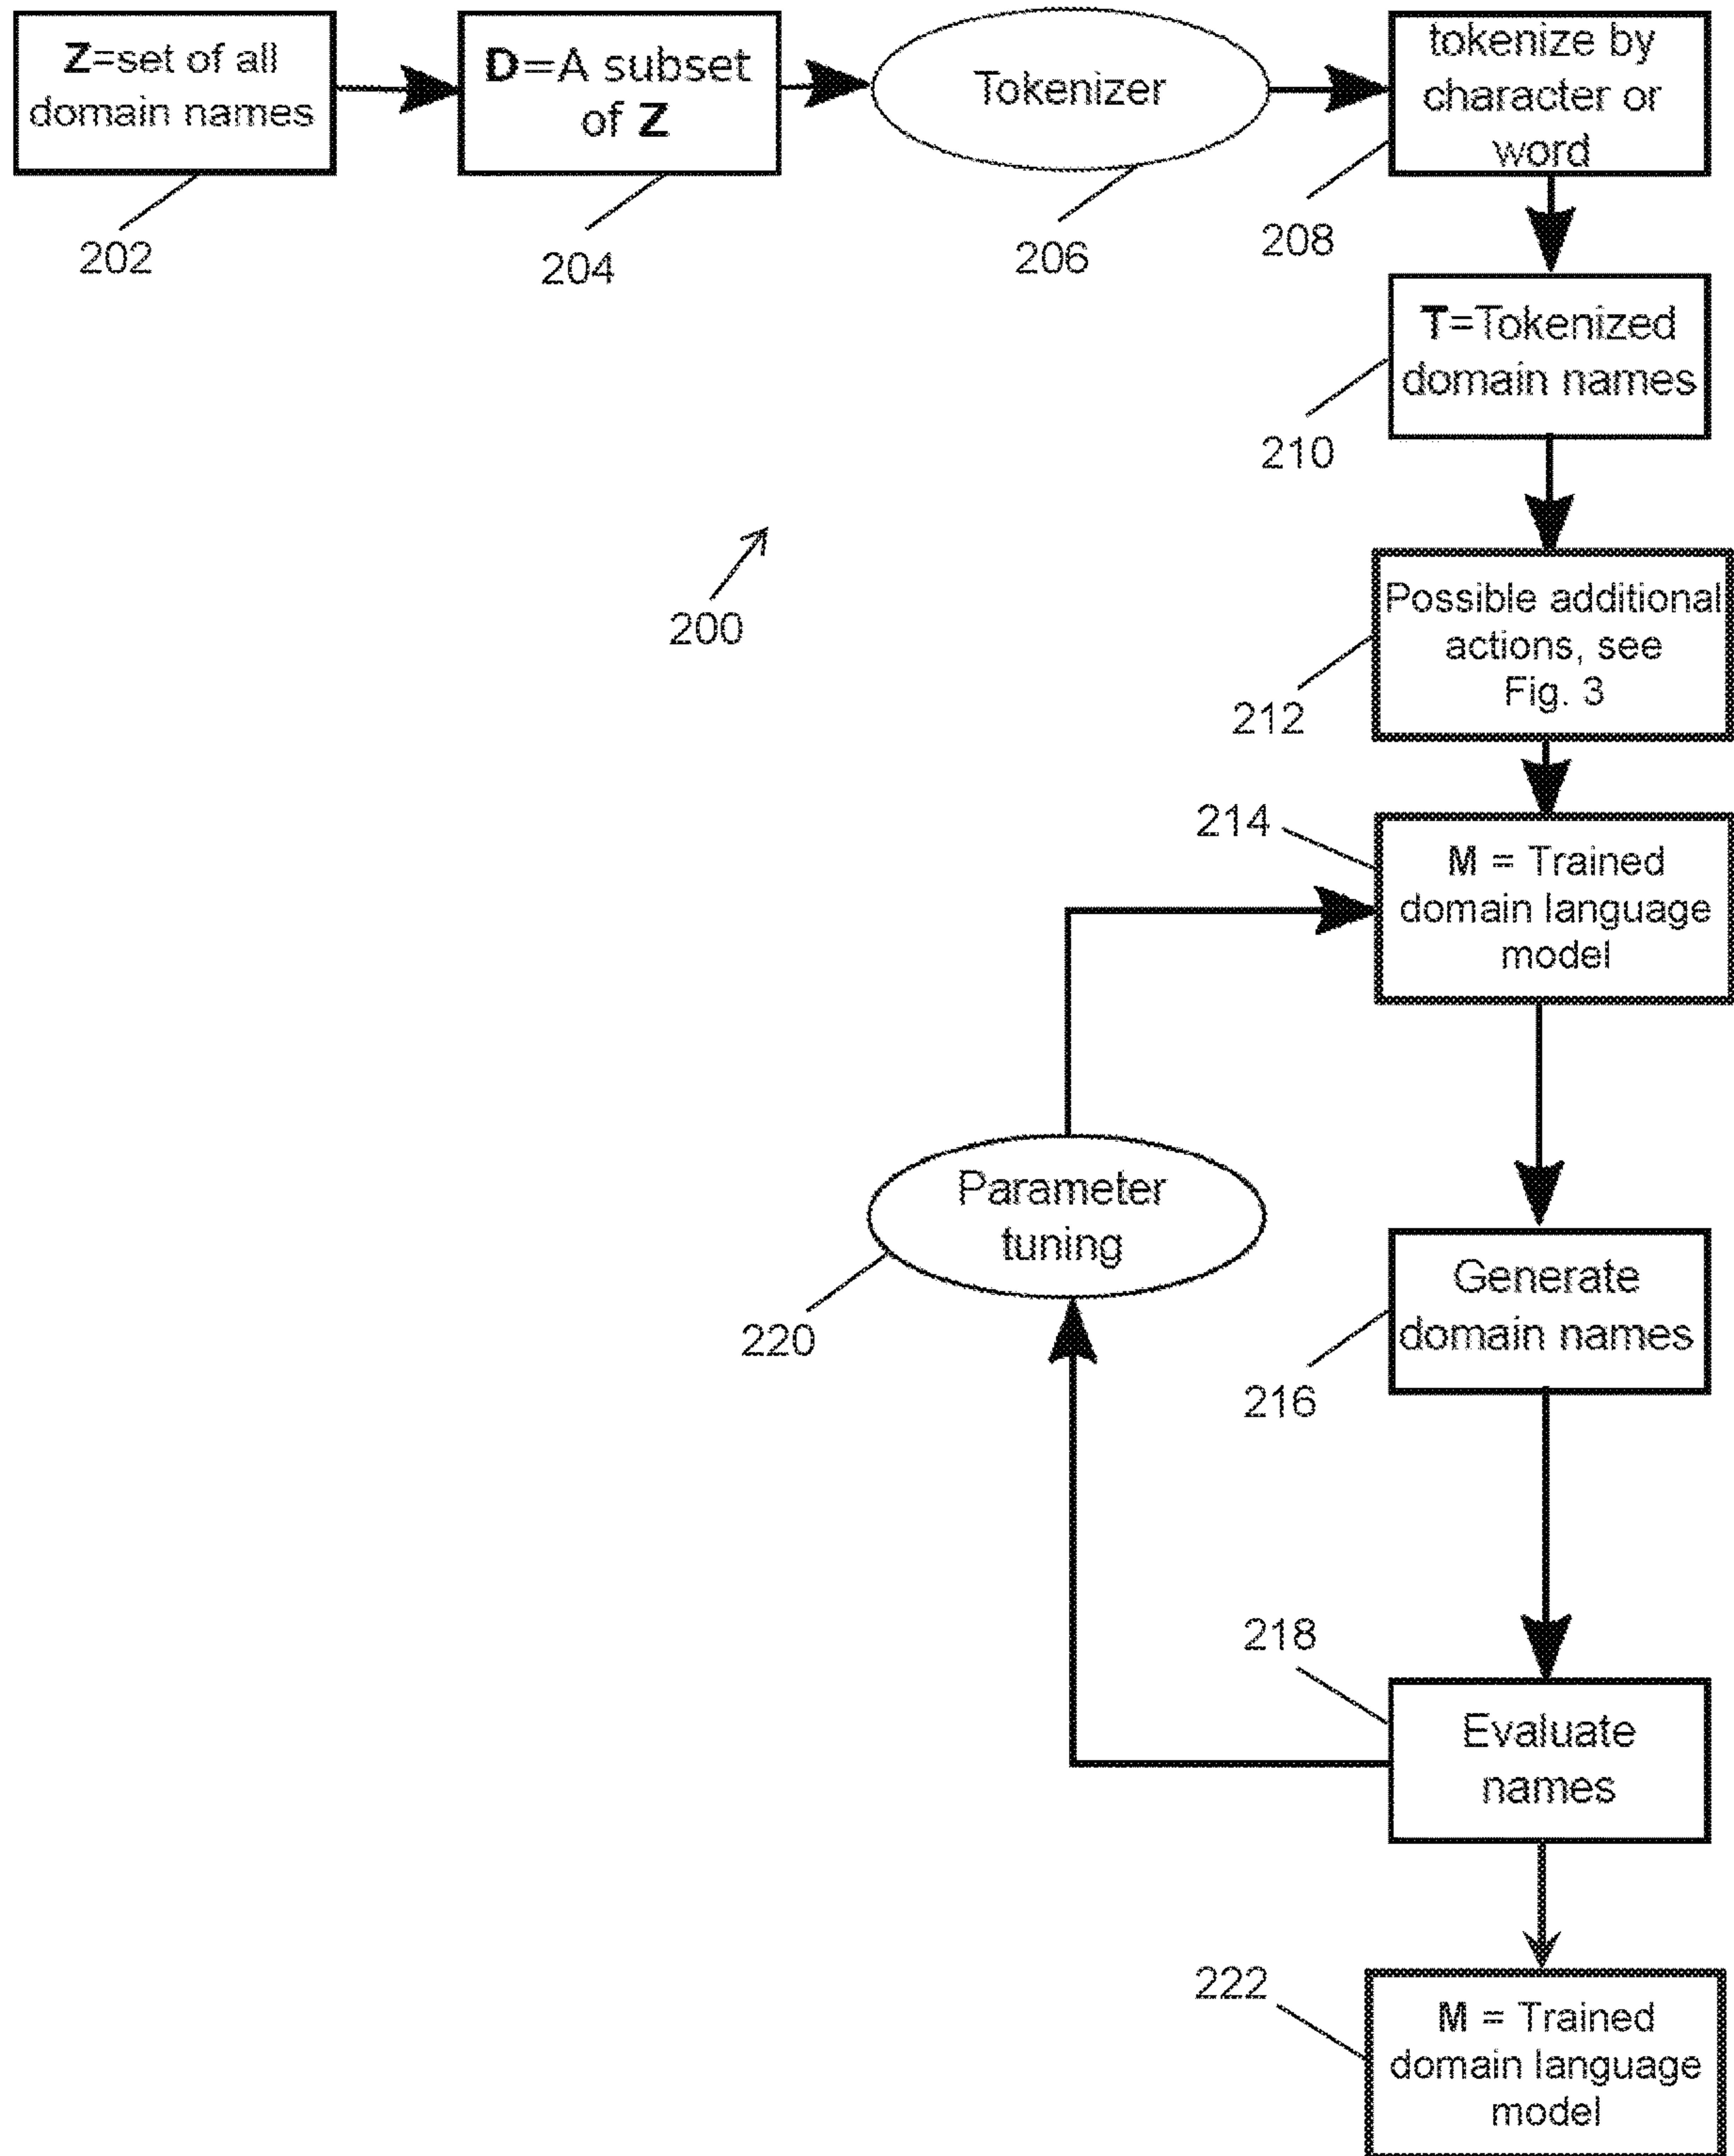 Z=set of all
domain names
D=A subset
of Z
Tokenizer
tokenize by
character or
word
202
204
206
208
T=Tokenized
domain names
210
200
Possible additional
actions, see
Fig. 3
212
214
M = Trained
domain language
model
Parameter
tuning
220
Generate
domain names
216
218
Evaluate
names
222
M = Trained
domain language
model